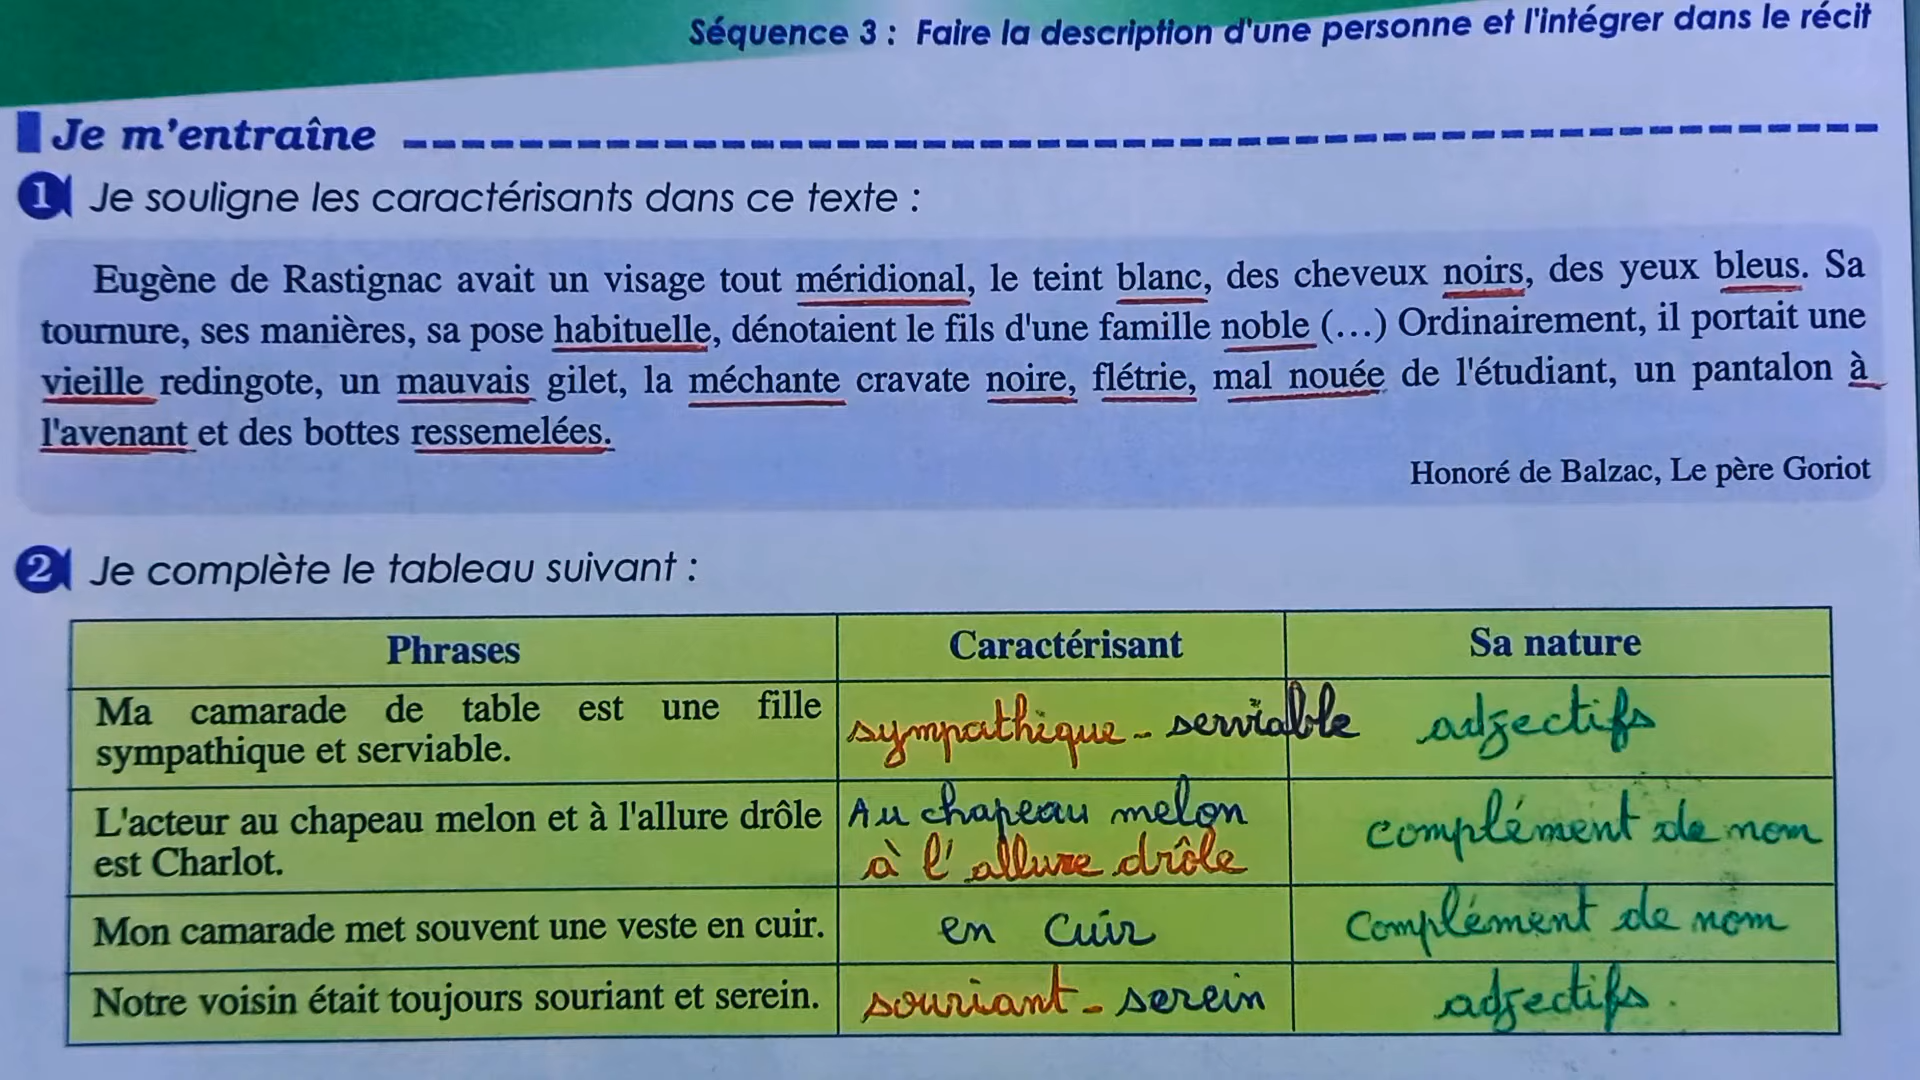 Séquence 3 : Faire la description d'une personne et l'intégrer dans le récit
Je m'entraîne
1 Je souligne les caractérisants dans ce texte :
Eugène de Rastignac avait un visage tout méridional, le teint blanc, des cheveux noirs, des yeux bleus. Sa
tournure, ses manières, sa pose habituelle, dénotaient le fils d'une famille noble (...) Ordinairement, il portait une
vieille redingote, un mauvais gilet, la méchante cravate noire, flétrie, mal nouée de l'étudiant, un pantalon à
l'avenant et des bottes ressemelées.
Honoré de Balzac, Le père Goriot
2 Je complète le tableau suivant :
Phrases Caractérisant Sa nature
Ma camarade de table est une fille
sympathique et serviable.
sympathique - serviable adjectifs
L'acteur au chapeau melon et à l'allure drôle
est Charlot.
Au chapeau melon
à l'allure drôle
complément de nom
Mon camarade met souvent une veste en cuir. en cuir Complément de nom
Notre voisin était toujours souriant et serein. souriant - serein adjectifs.